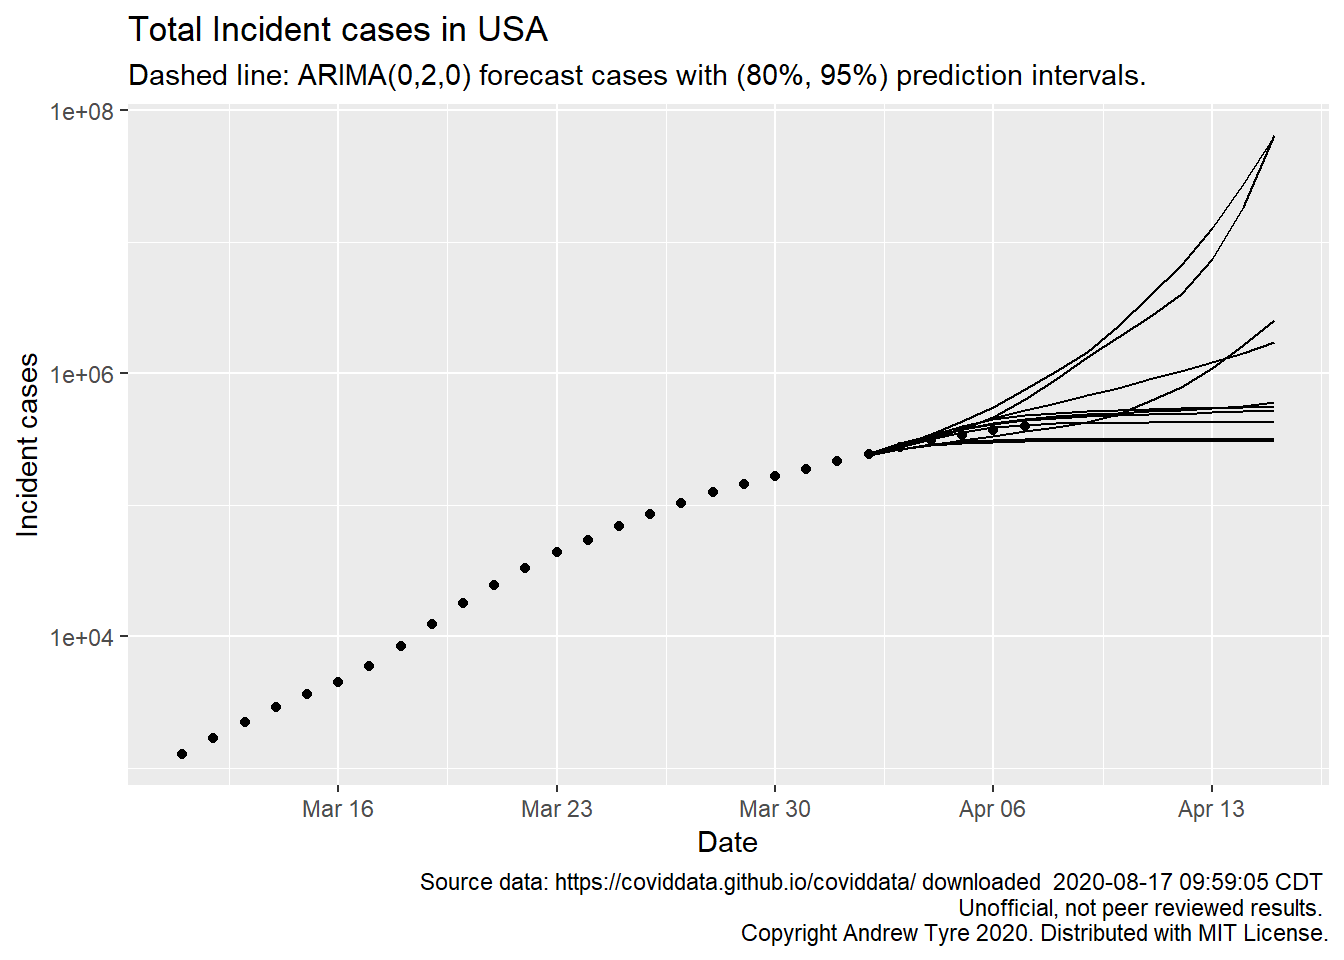 Total Incident cases in USA
Dashed line: ARIMA(0,2,0) forecast cases with (80%, 95%) prediction intervals.
1e+08
1e+06
1e+04
Incident cases
Mar 16 Mar 23 Mar 30 Apr 06 Apr 13
Date
Source data: https://coviddata.github.io/coviddata/ downloaded  2020-08-17 09:59:05 CDT
Unofficial, not peer reviewed results.
Copyright Andrew Tyre 2020. Distributed with MIT License.